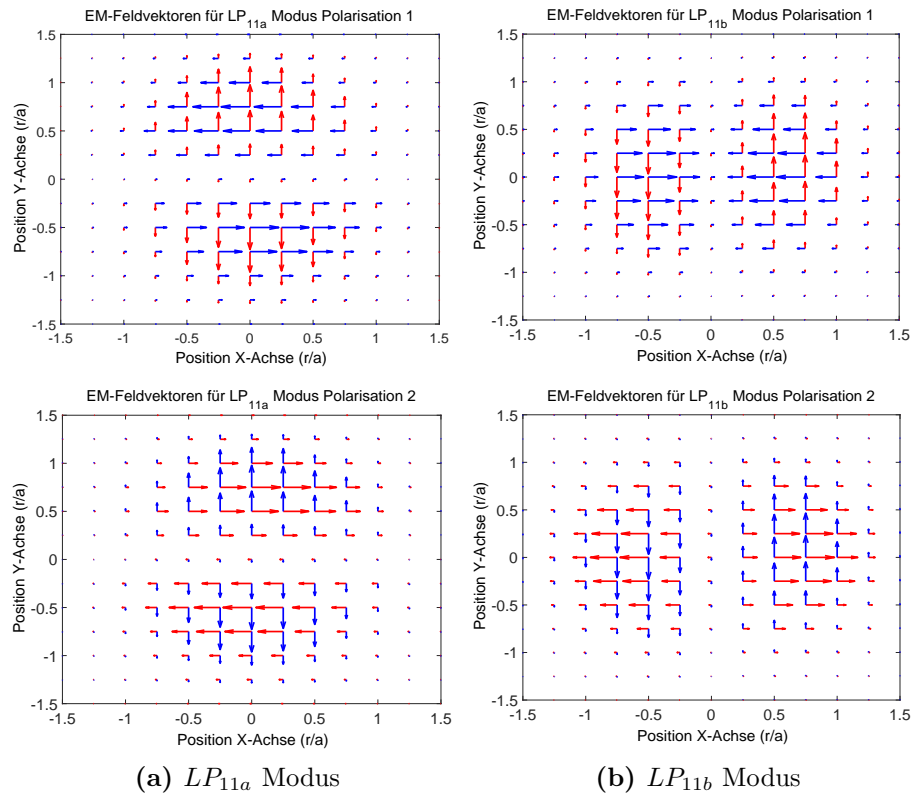 EM-Feldvektoren für LP11a Modus Polarisation 1
1.5
1
0.5
0
-0.5
-1
-1.5
Position Y-Achse (r/a)
-1.5 -1 -0.5 0 0.5 1 1.5
Position X-Achse (r/a)
EM-Feldvektoren für LP11b Modus Polarisation 1
1.5
1
0.5
0
-0.5
-1
-1.5
Position Y-Achse (r/a)
-1.5 -1 -0.5 0 0.5 1 1.5
Position X-Achse (r/a)
EM-Feldvektoren für LP11a Modus Polarisation 2
1.5
1
0.5
0
-0.5
-1
-1.5
Position Y-Achse (r/a)
-1.5 -1 -0.5 0 0.5 1 1.5
Position X-Achse (r/a)
EM-Feldvektoren für LP11b Modus Polarisation 2
1.5
1
0.5
0
-0.5
-1
-1.5
Position Y-Achse (r/a)
-1.5 -1 -0.5 0 0.5 1 1.5
Position X-Achse (r/a)
(a) LP11a Modus
(b) LP11b Modus